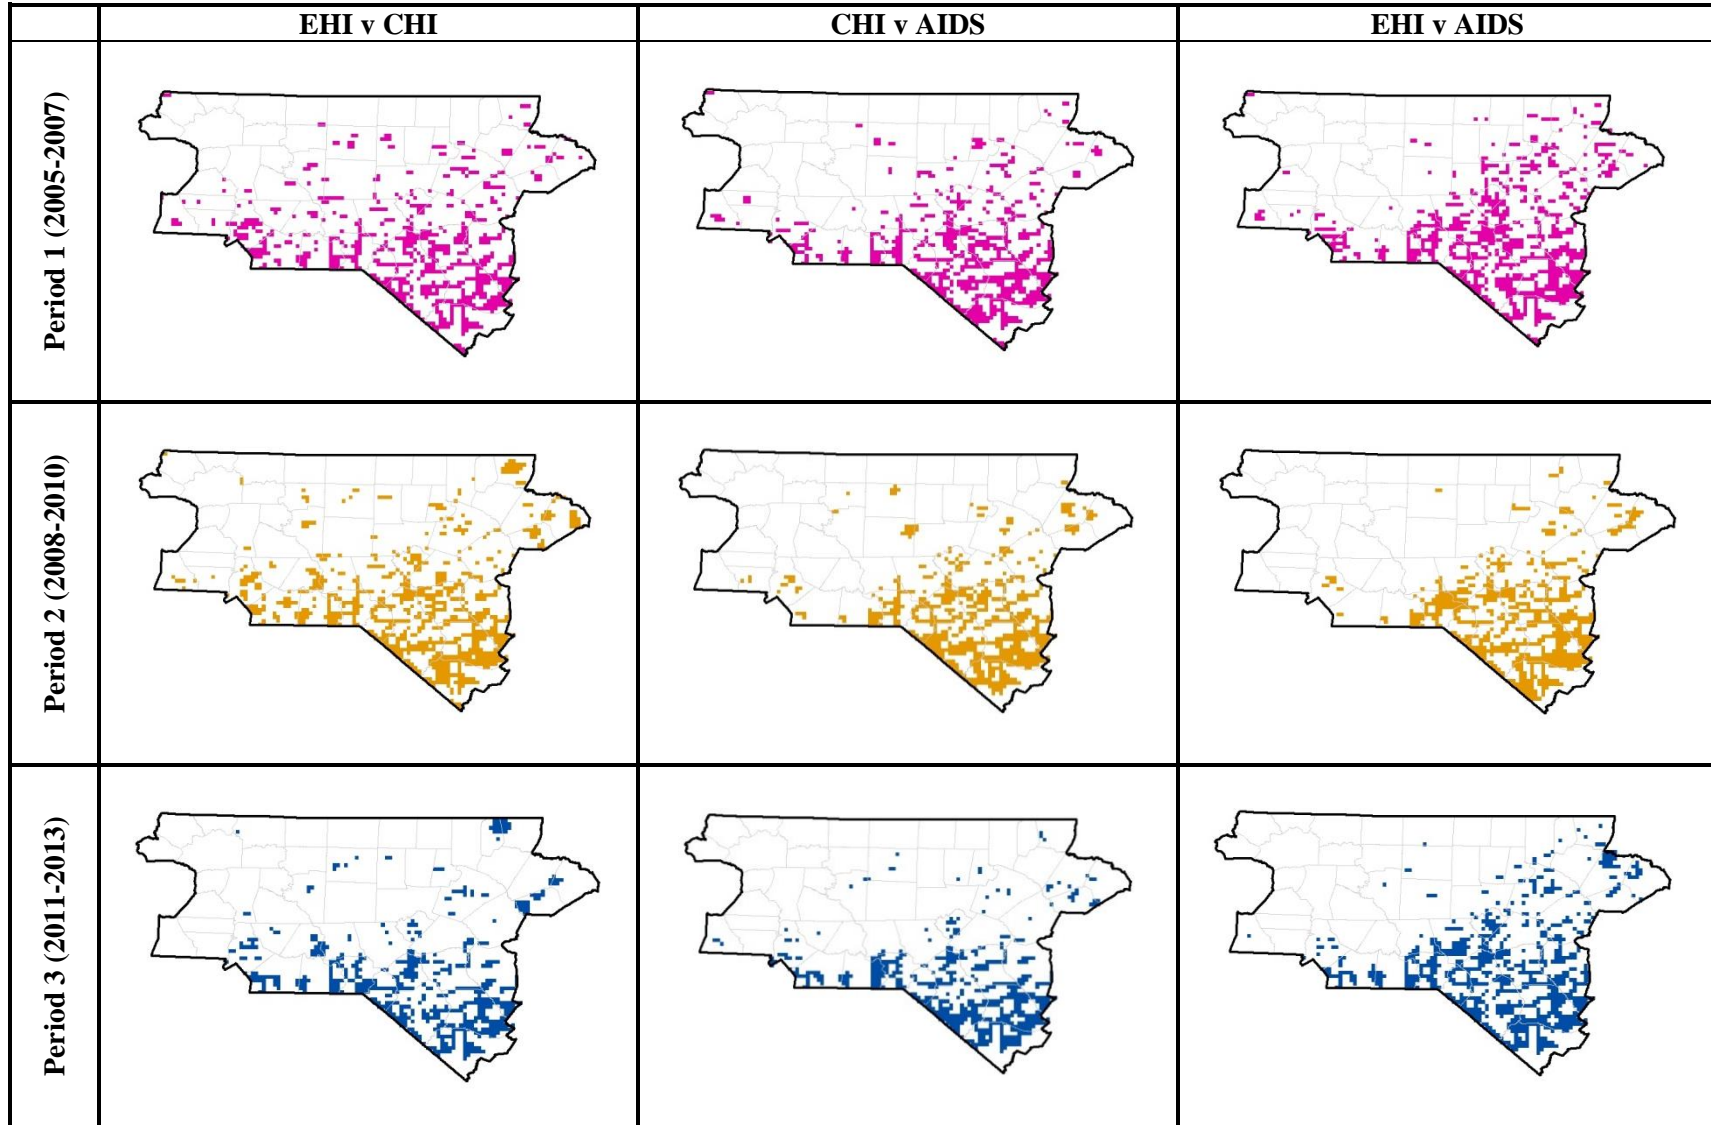 EHI v CHI
CHI v AIDS
EHI v AIDS
Period 1 (2005-2007)
Period 2 (2008-2010)
Period 3 (2011-2013)